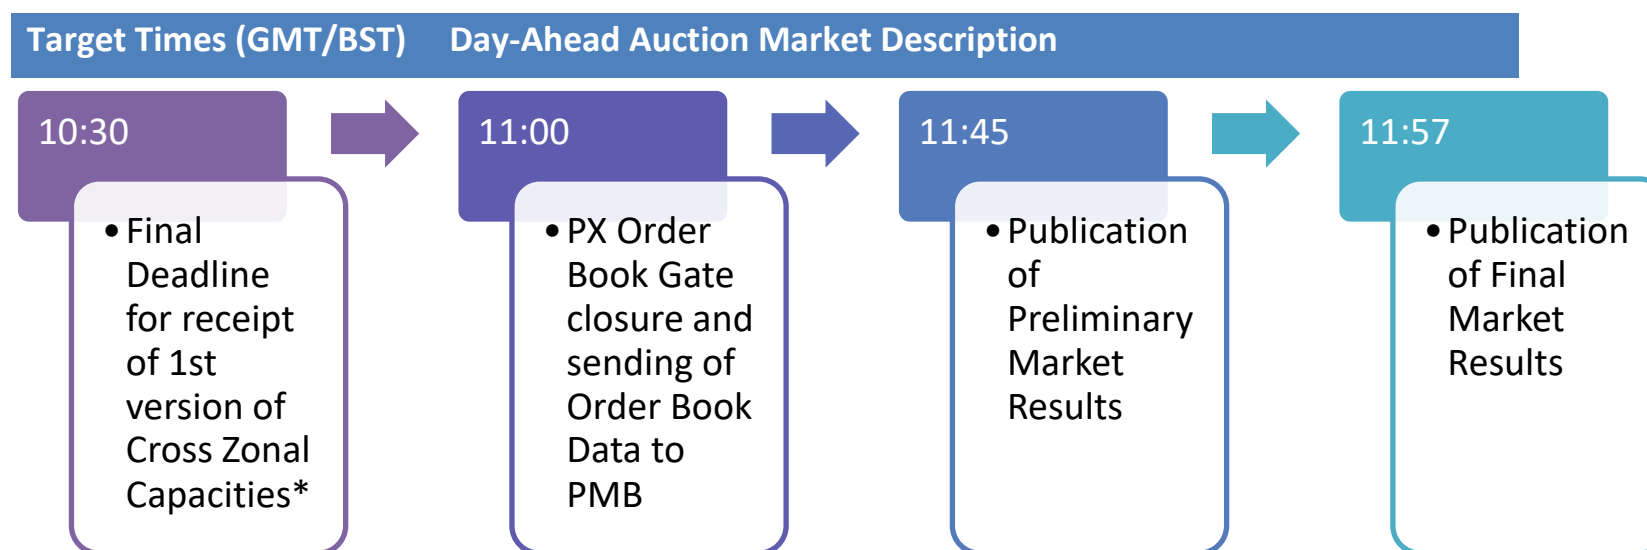 Target Times (GMT/BST) Day-Ahead Auction Market Description
10:30
• Final
Deadline
for receipt
of 1st
version of
Cross Zonal
Capacities*
11:00
• PX Order
Book Gate
closure and
sending of
Order Book
Data to
PMB
11:45
• Publication
of
Preliminary
Market
Results
11:57
• Publication
of Final
Market
Results